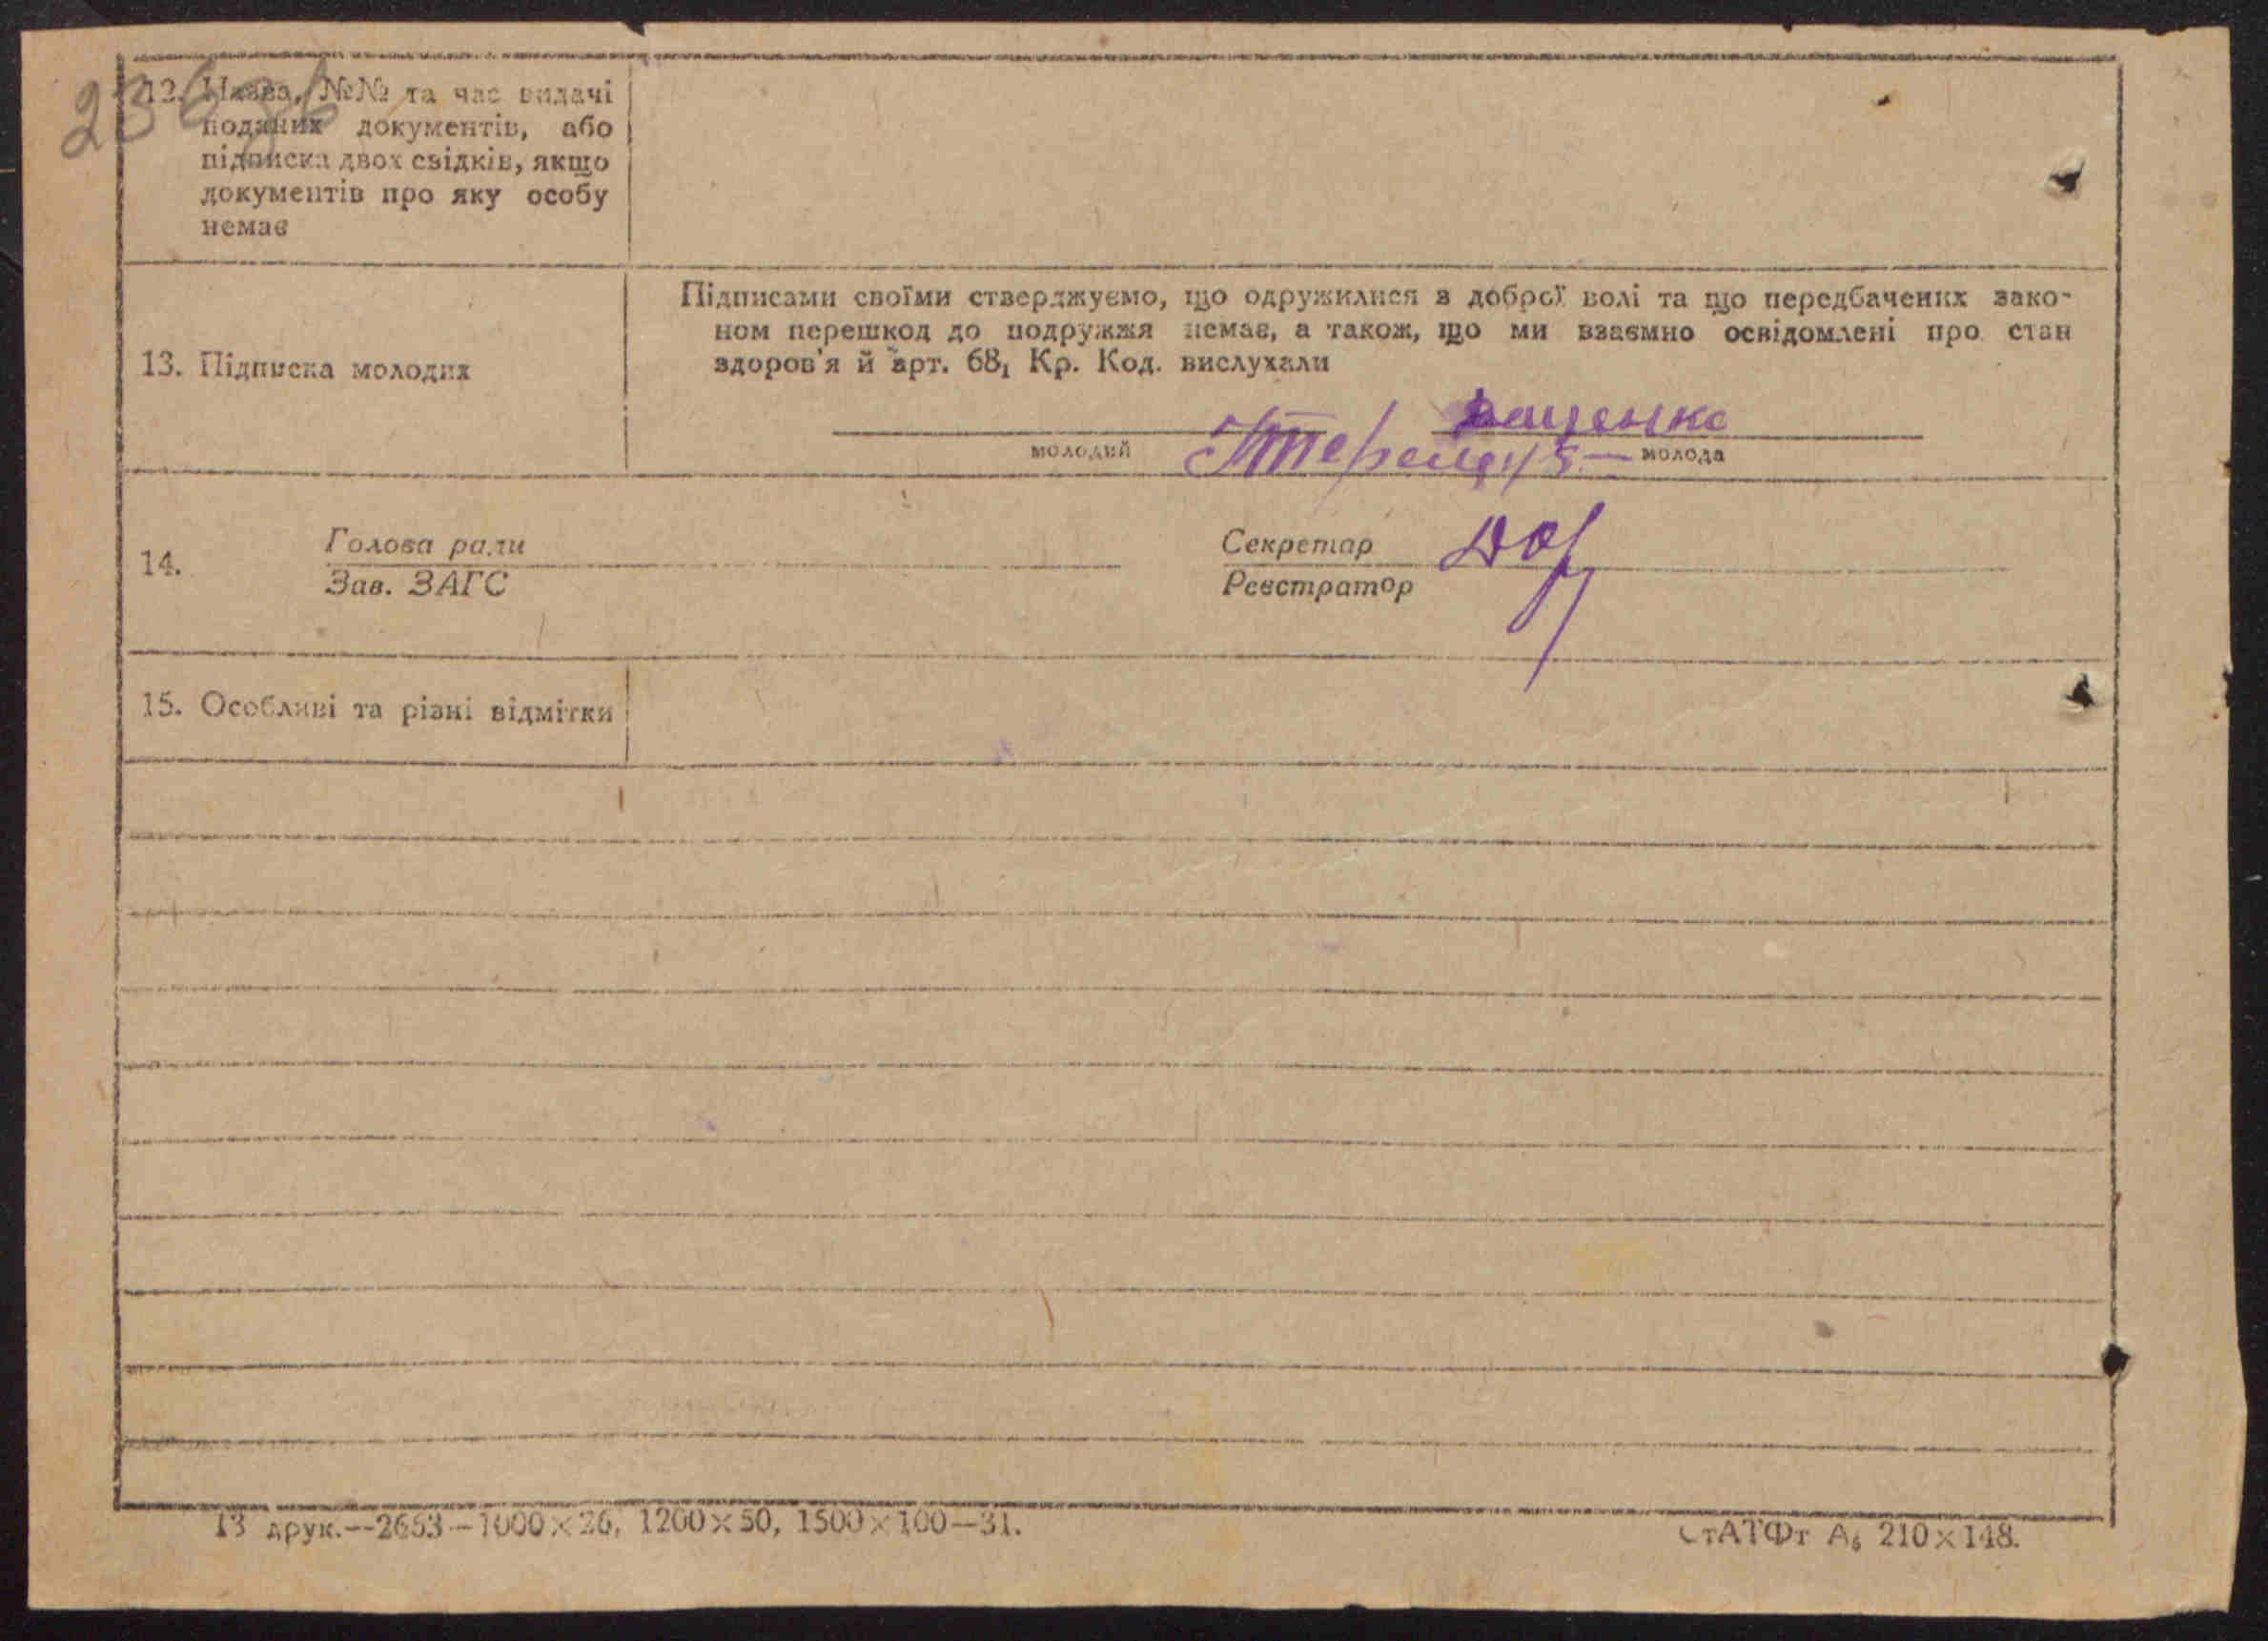 12. Назва, №№ та час видачі
поданих документів, або
підписка двох свідків, якщо
документів про яку особу
немає
13. Підписка молодих
Підписами своїми стверджуємо, що одружилися з доброї волі та що передбачених зако-
ном перешкод до подружжя немає, а також, що ми взаємно освідомлені про стан
здоров'я й арт. 68₁ Кр. Код. вислухали
молодий
молода
14.
Голова ради
Зав. ЗАГС
Секретар
Реєстратор
15. Особливі та різні відмітки
13 друк.--2653--1000×26, 1200×50, 1500×100—31.
СтАТФт А₆ 210×148.